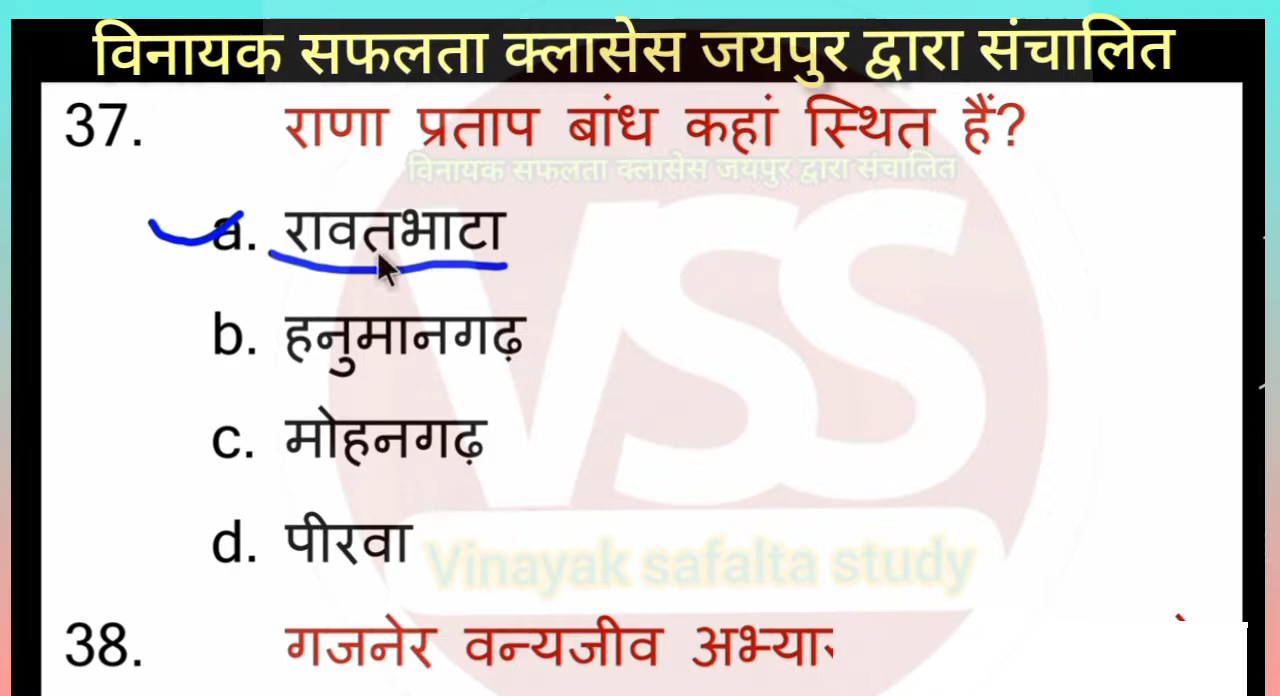 विनायक सफलता क्लासेस जयपुर द्वारा संचालित
37. राणा प्रताप बांध कहां स्थित हैं?
विनायक सफलता क्लासेस जयपुर द्वारा संचालित
a. रावतभाटा
b. हनुमानगढ़
c. मोहनगढ़
d. पीरवा
VSS
Vinayak safalta study
38. गजनेर वन्यजीव